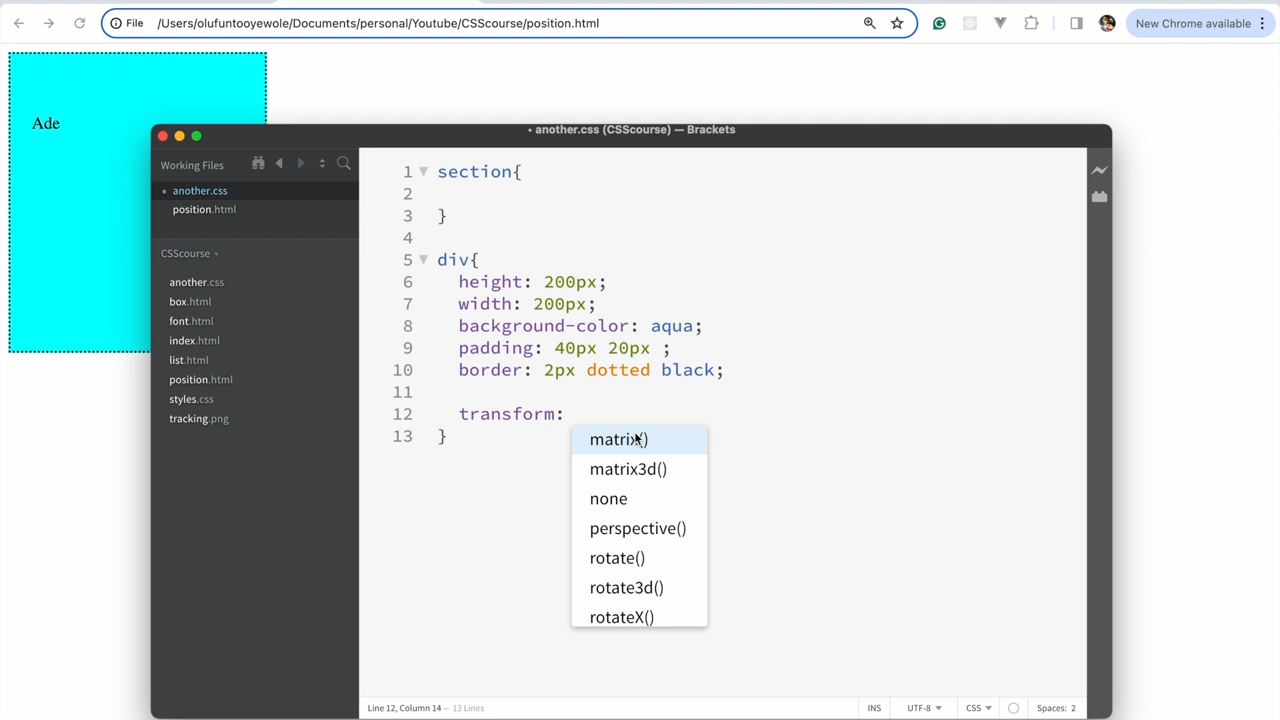 File /Users/olufuntooyewole/Documents/personal/Youtube/CSScourse/position.html
New Chrome available
Ade
• another.css (CSScourse) — Brackets
Working Files
another.css
position.html
CSScourse
another.css
box.html
font.html
index.html
list.html
position.html
styles.css
tracking.png
1 section{
2
3 }
4
5 div{
6 height: 200px;
7 width: 200px;
8 background-color: aqua;
9 padding: 40px 20px ;
10 border: 2px dotted black;
11
12 transform:
13 }
matrix()
matrix3d()
none
perspective()
rotate()
rotate3d()
rotateX()
Line 12, Column 14 — 13 Lines
INS
UTF-8
CSS
Spaces: 2